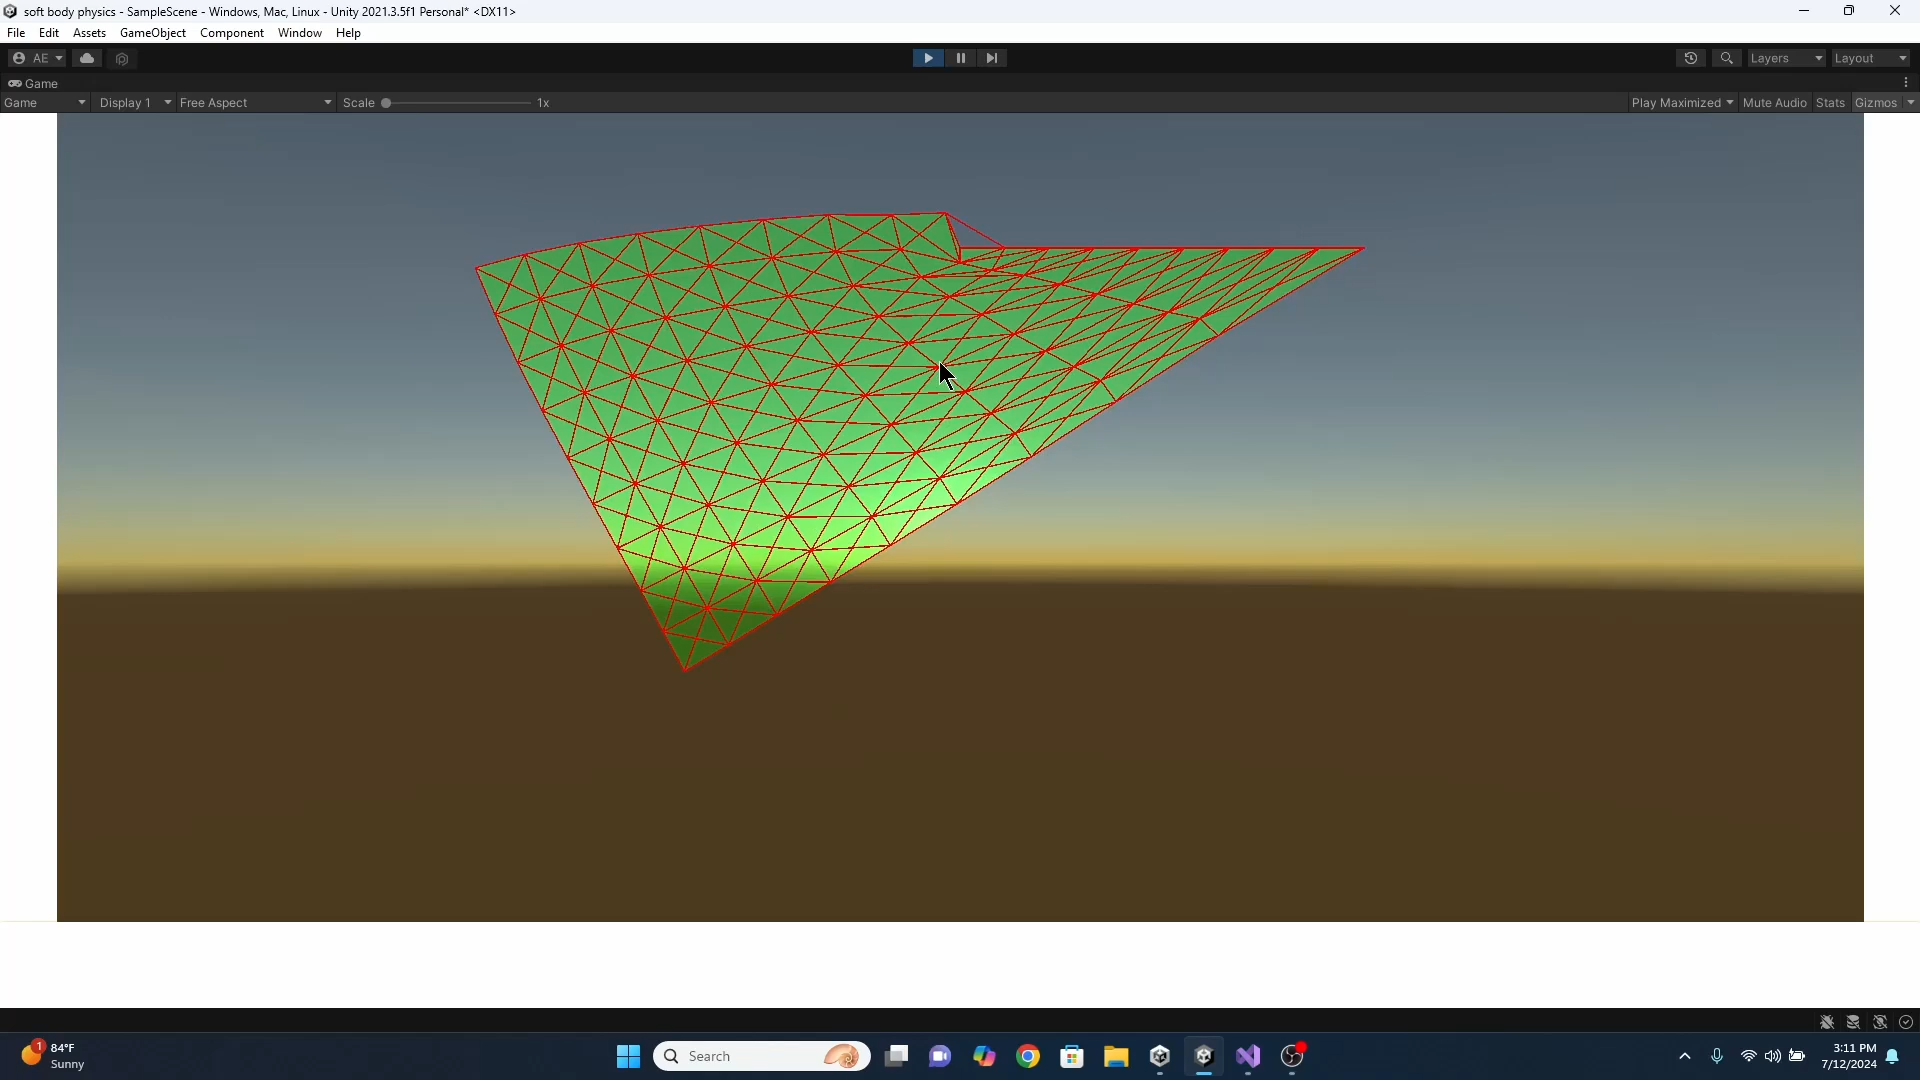 soft body physics - SampleScene - Windows, Mac, Linux - Unity 2021.3.5f1 Personal* <DX11>
File Edit Assets GameObject Component Window Help
AE Layers Layout
Game
Game Display 1 Free Aspect Scale 1x Play Maximized Mute Audio Stats Gizmos
1 84°F
Sunny
Search
3:11 PM
7/12/2024